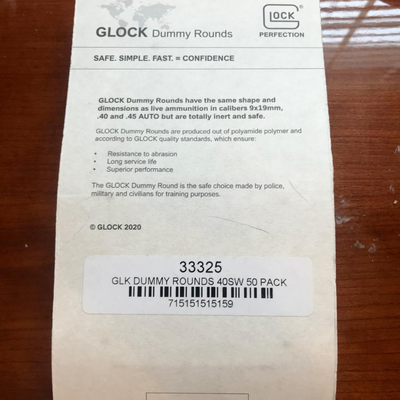 GLOCK Dummy Rounds
GLOCK
PERFECTION
SAFE. SIMPLE. FAST. = CONFIDENCE
GLOCK Dummy Rounds have the same shape and
dimensions as live ammunition in calibers 9x19mm,
.40 and .45 AUTO but are totally inert and safe.
GLOCK Dummy Rounds are produced out of polyamide polymer and
according to GLOCK quality standards, which ensure:
• Resistance to abrasion
• Long service life
• Superior performance
The GLOCK Dummy Round is the safe choice made by police,
military and civilians for training purposes.
© GLOCK 2020
33325
GLK DUMMY ROUNDS 40SW 50 PACK
715151515159